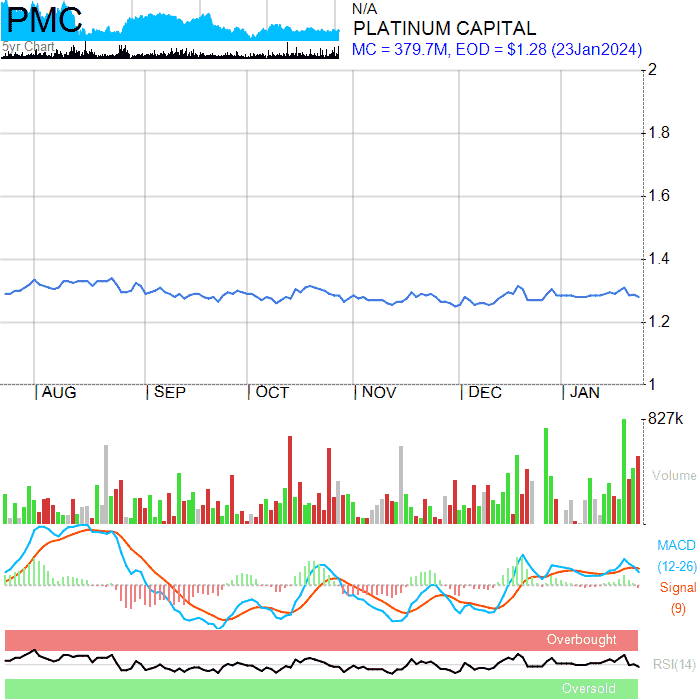 PMC
5yr Chart
N/A
PLATINUM CAPITAL
MC = 379.7M, EOD = $1.28 (23Jan2024)
2
1.8
1.6
1.4
1.2
1
| AUG | SEP | OCT | NOV | DEC | JAN
827k
Volume
MACD
(12-26)
Signal
(9)
Overbought
RSI(14)
Oversold